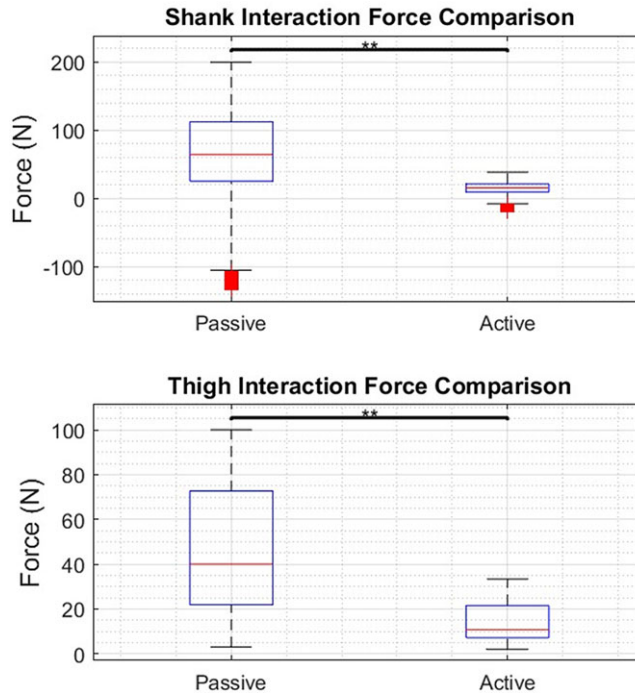 Shank Interaction Force Comparison
**
200
100
0
-100
Force (N)
Passive Active
Thigh Interaction Force Comparison
**
100
80
60
40
20
0
Force (N)
Passive Active